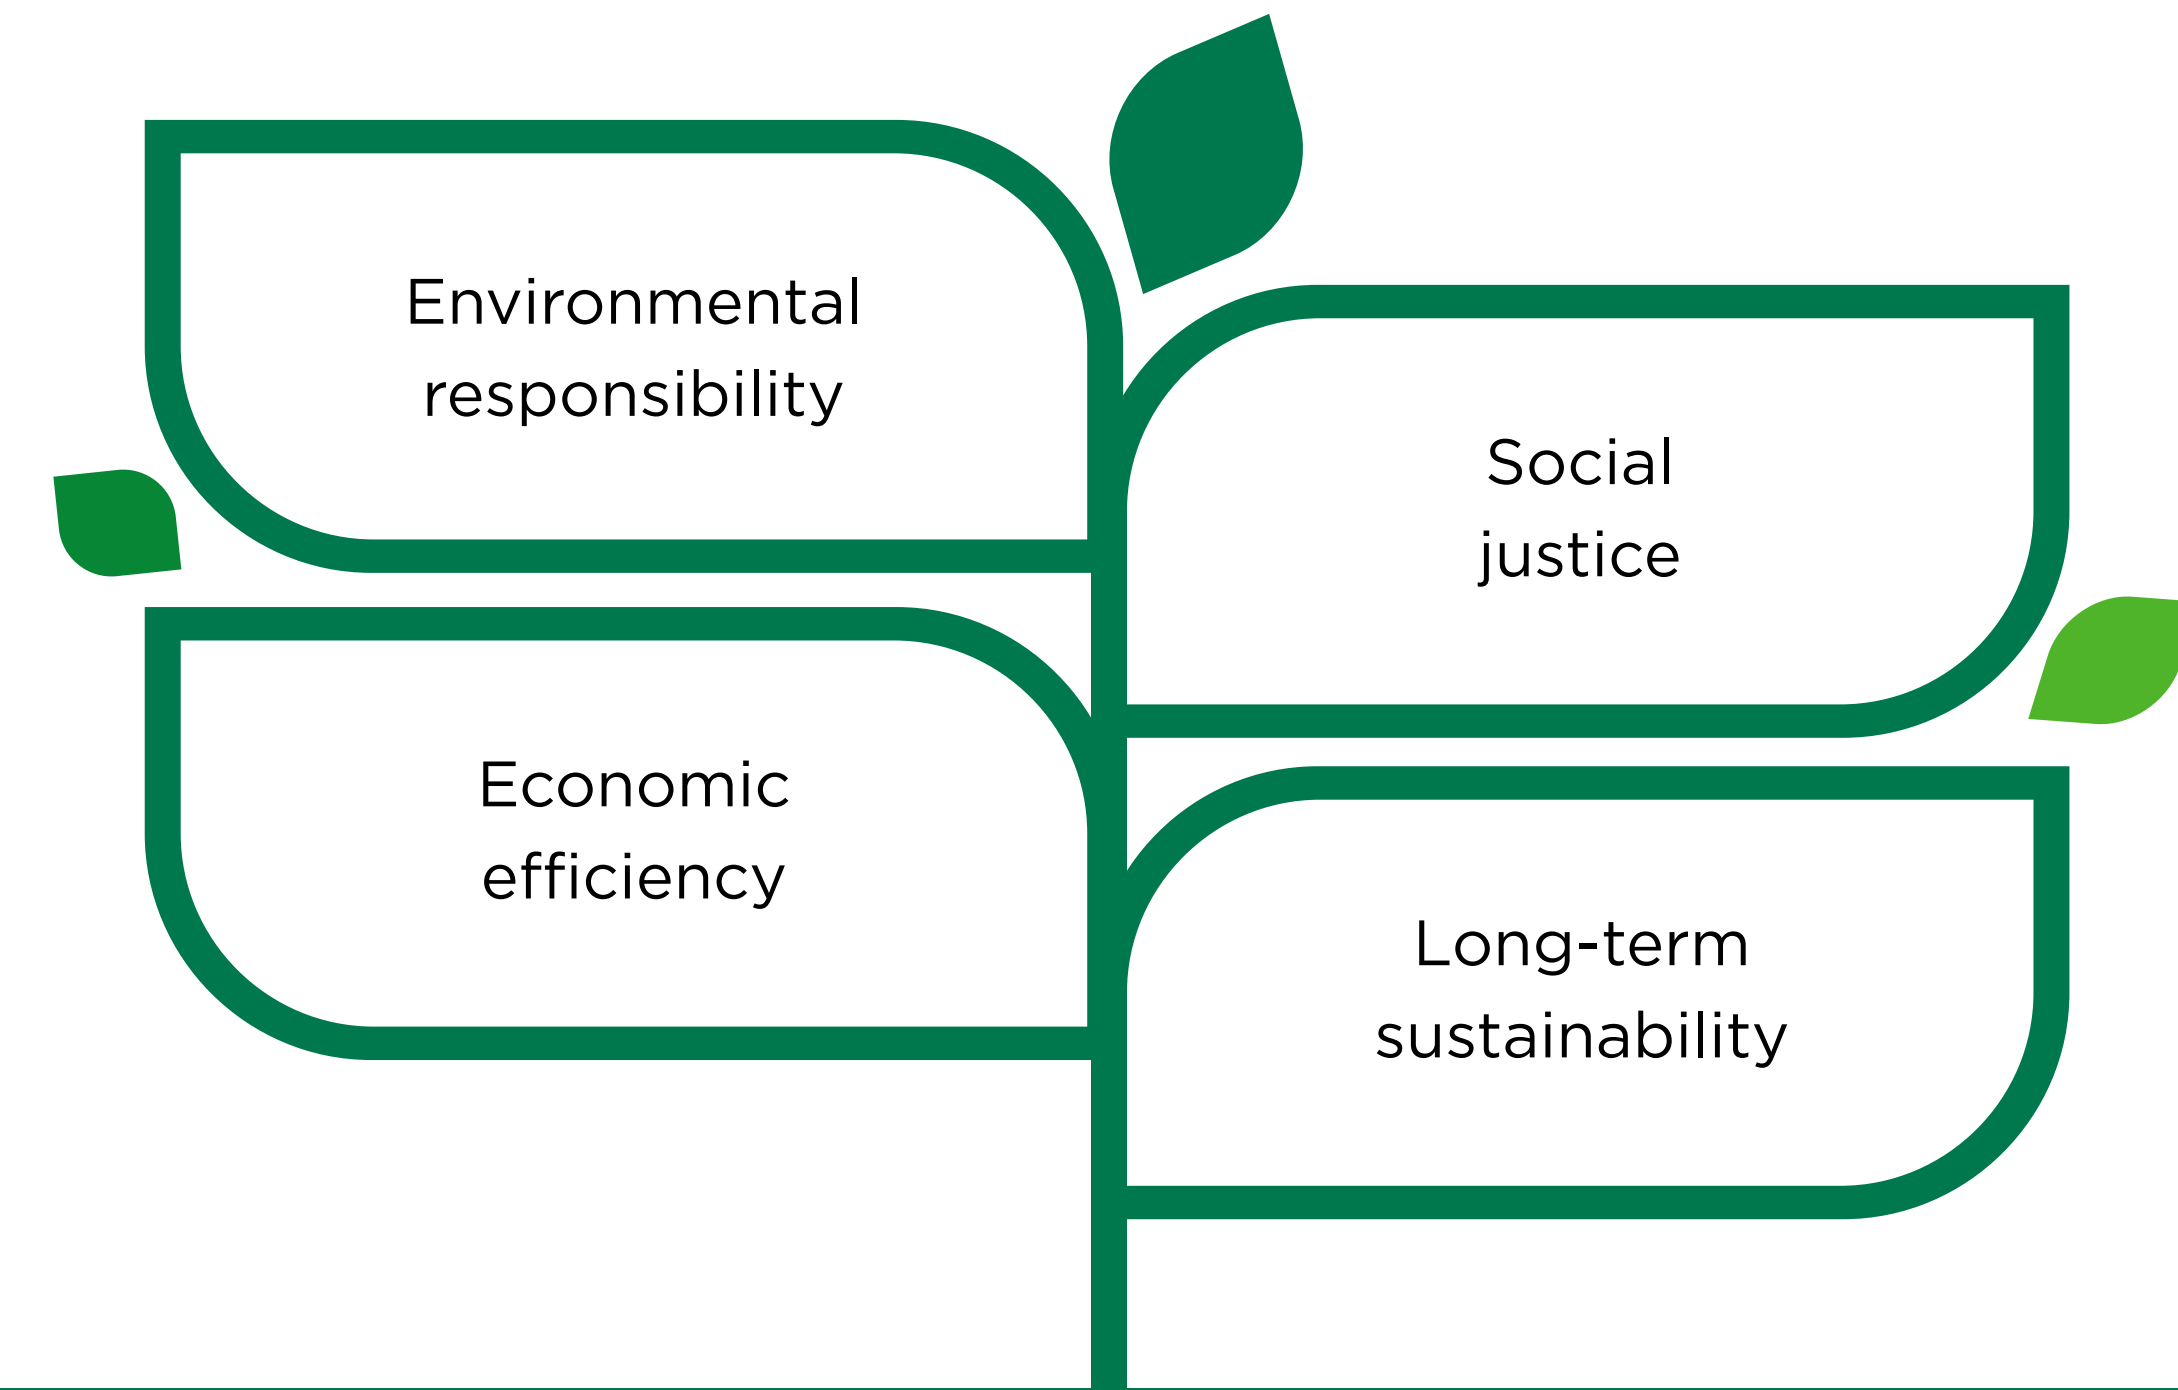 Environmental
responsibility
Social
justice
Economic
efficiency
Long-term
sustainability